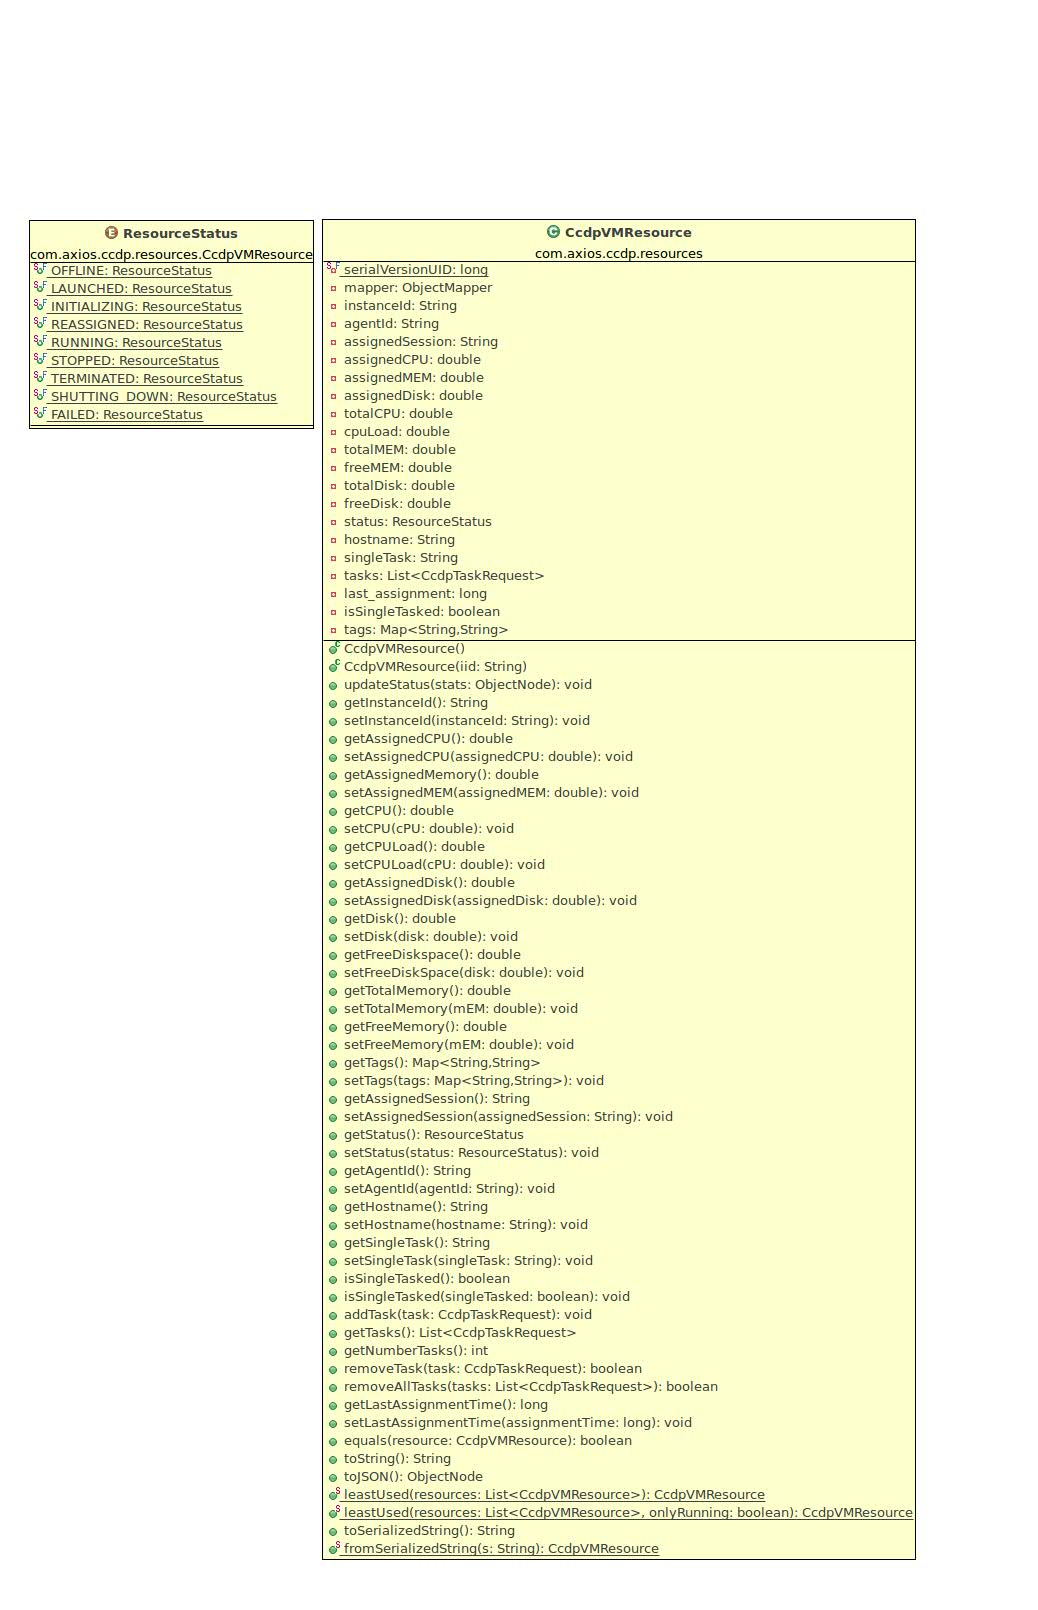 ResourceStatus
com.axios.ccdp.resources.CcdpVMResource
OFFLINE: ResourceStatus
LAUNCHED: ResourceStatus
INITIALIZING: ResourceStatus
REASSIGNED: ResourceStatus
RUNNING: ResourceStatus
STOPPED: ResourceStatus
TERMINATED: ResourceStatus
SHUTTING_DOWN: ResourceStatus
FAILED: ResourceStatus
CcdpVMResource
com.axios.ccdp.resources
serialVersionUID: long
mapper: ObjectMapper
instanceId: String
agentId: String
assignedSession: String
assignedCPU: double
assignedMEM: double
assignedDisk: double
totalCPU: double
cpuLoad: double
totalMEM: double
freeMEM: double
totalDisk: double
freeDisk: double
status: ResourceStatus
hostname: String
singleTask: String
tasks: List<CcdpTaskRequest>
last_assignment: long
isSingleTasked: boolean
tags: Map<String,String>
CcdpVMResource()
CcdpVMResource(iid: String)
updateStatus(stats: ObjectNode): void
getInstanceId(): String
setInstanceId(instanceId: String): void
getAssignedCPU(): double
setAssignedCPU(assignedCPU: double): void
getAssignedMemory(): double
setAssignedMEM(assignedMEM: double): void
getCPU(): double
setCPU(cPU: double): void
getCPULoad(): double
setCPULoad(cPU: double): void
getAssignedDisk(): double
setAssignedDisk(assignedDisk: double): void
getDisk(): double
setDisk(disk: double): void
getFreeDiskspace(): double
setFreeDiskSpace(disk: double): void
getTotalMemory(): double
setTotalMemory(mEM: double): void
getFreeMemory(): double
setFreeMemory(mEM: double): void
getTags(): Map<String,String>
setTags(tags: Map<String,String>): void
getAssignedSession(): String
setAssignedSession(assignedSession: String): void
getStatus(): ResourceStatus
setStatus(status: ResourceStatus): void
getAgentId(): String
setAgentId(agentId: String): void
getHostname(): String
setHostname(hostname: String): void
getSingleTask(): String
setSingleTask(singleTask: String): void
isSingleTasked(): boolean
isSingleTasked(singleTasked: boolean): void
addTask(task: CcdpTaskRequest): void
getTasks(): List<CcdpTaskRequest>
getNumberTasks(): int
removeTask(task: CcdpTaskRequest): boolean
removeAllTasks(tasks: List<CcdpTaskRequest>): boolean
getLastAssignmentTime(): long
setLastAssignmentTime(assignmentTime: long): void
equals(resource: CcdpVMResource): boolean
toString(): String
toJSON(): ObjectNode
leastUsed(resources: List<CcdpVMResource>): CcdpVMResource
leastUsed(resources: List<CcdpVMResource>, onlyRunning: boolean): CcdpVMResource
toSerializedString(): String
fromSerializedString(s: String): CcdpVMResource